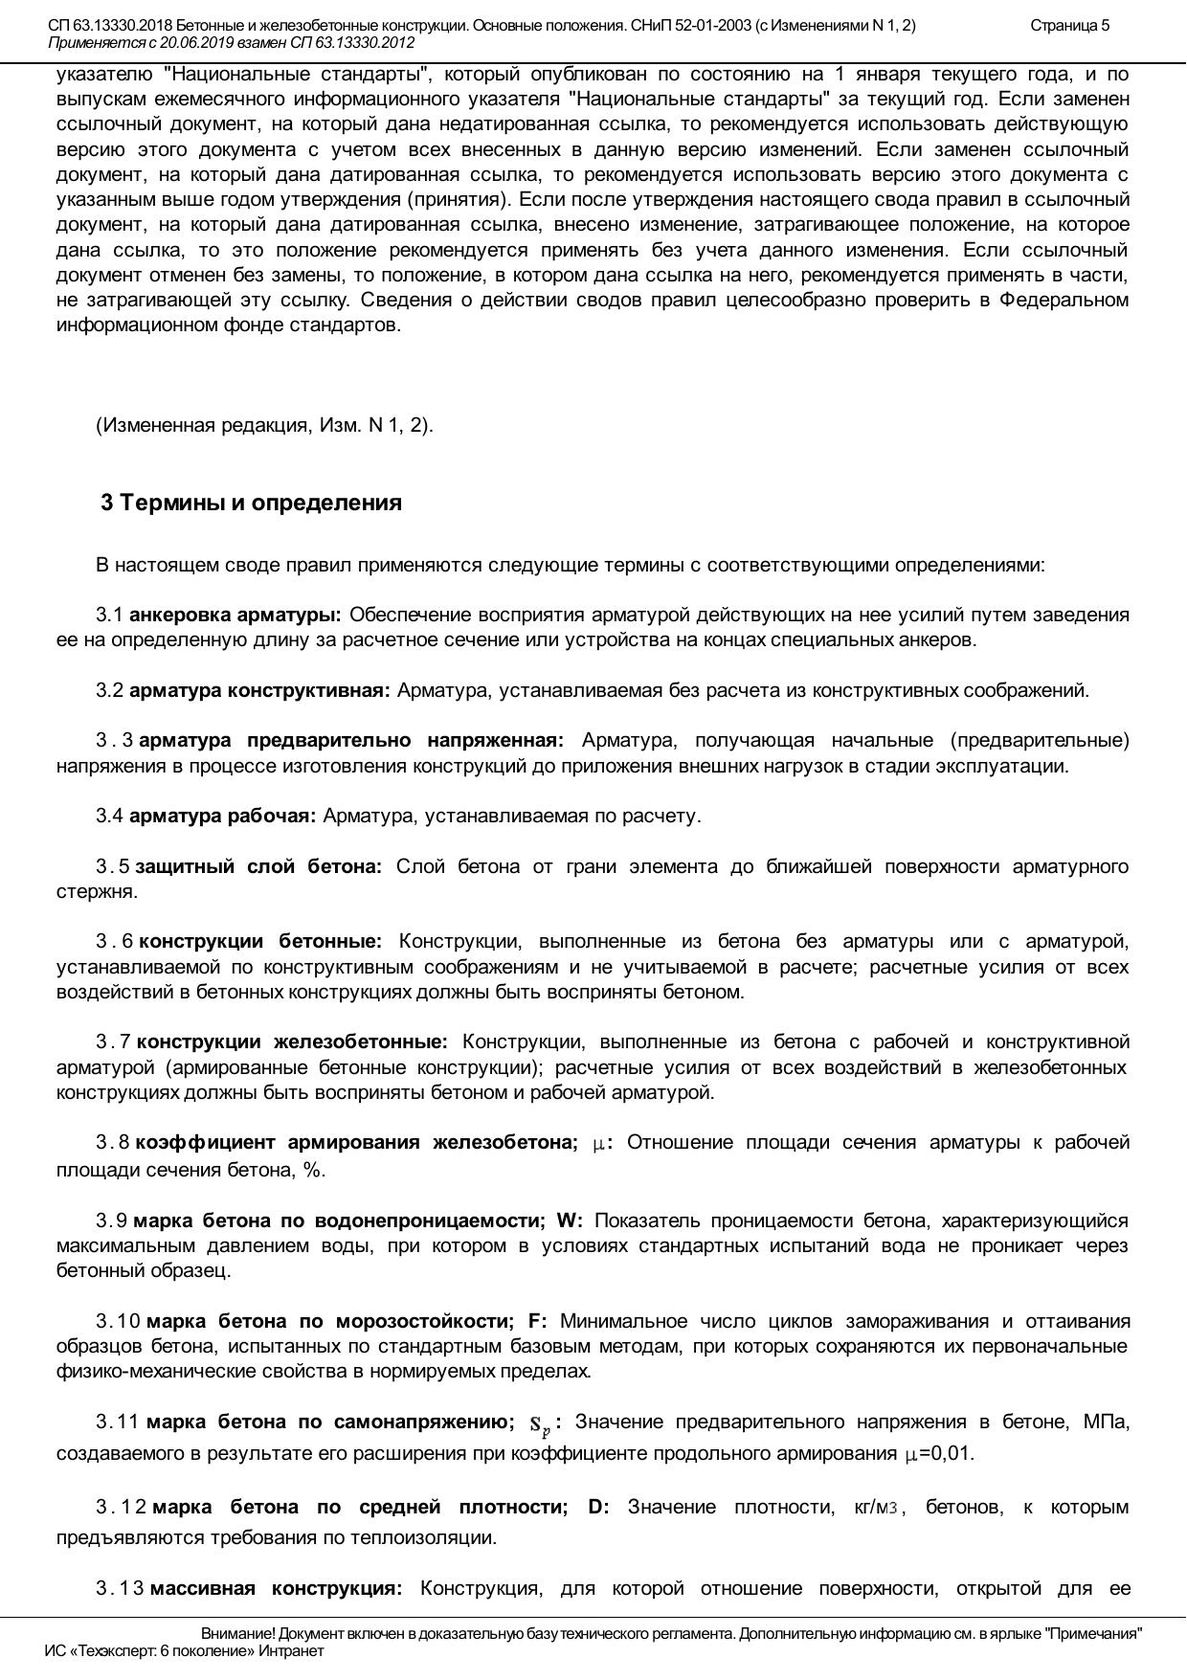 СП 63.13330.2018 Бетонные и железобетонные конструкции. Основные положения. СНиП 52-01-2003 (с Изменениями N 1, 2) Страница 5
Применяется с 20.06.2019 взамен СП 63.13330.2012
указателю "Национальные стандарты", который опубликован по состоянию на 1 января текущего года, и по
выпускам ежемесячного информационного указателя "Национальные стандарты" за текущий год. Если заменен
ссылочный документ, на который дана недатированная ссылка, то рекомендуется использовать действующую
версию этого документа с учетом всех внесенных в данную версию изменений. Если заменен ссылочный
документ, на который дана датированная ссылка, то рекомендуется использовать версию этого документа с
указанным выше годом утверждения (принятия). Если после утверждения настоящего свода правил в ссылочный
документ, на который дана датированная ссылка, внесено изменение, затрагивающее положение, на которое
дана ссылка, то это положение рекомендуется применять без учета данного изменения. Если ссылочный
документ отменен без замены, то положение, в котором дана ссылка на него, рекомендуется применять в части,
не затрагивающей эту ссылку. Сведения о действии сводов правил целесообразно проверить в Федеральном
информационном фонде стандартов.
(Измененная редакция, Изм. N 1, 2).
3 Термины и определения
В настоящем своде правил применяются следующие термины с соответствующими определениями:
3.1 анкеровка арматуры: Обеспечение восприятия арматурой действующих на нее усилий путем заведения
ее на определенную длину за расчетное сечение или устройства на концах специальных анкеров.
3.2 арматура конструктивная: Арматура, устанавливаемая без расчета из конструктивных соображений.
3.3 арматура предварительно напряженная: Арматура, получающая начальные (предварительные)
напряжения в процессе изготовления конструкций до приложения внешних нагрузок в стадии эксплуатации.
3.4 арматура рабочая: Арматура, устанавливаемая по расчету.
3.5 защитный слой бетона: Слой бетона от грани элемента до ближайшей поверхности арматурного
стержня.
3.6 конструкции бетонные: Конструкции, выполненные из бетона без арматуры или с арматурой,
устанавливаемой по конструктивным соображениям и не учитываемой в расчете; расчетные усилия от всех
воздействий в бетонных конструкциях должны быть восприняты бетоном.
3.7 конструкции железобетонные: Конструкции, выполненные из бетона с рабочей и конструктивной
арматурой (армированные бетонные конструкции); расчетные усилия от всех воздействий в железобетонных
конструкциях должны быть восприняты бетоном и рабочей арматурой.
3.8 коэффициент армирования железобетона; μ: Отношение площади сечения арматуры к рабочей
площади сечения бетона, %.
3.9 марка бетона по водонепроницаемости; W: Показатель проницаемости бетона, характеризующийся
максимальным давлением воды, при котором в условиях стандартных испытаний вода не проникает через
бетонный образец.
3.10 марка бетона по морозостойкости; F: Минимальное число циклов замораживания и оттаивания
образцов бетона, испытанных по стандартным базовым методам, при которых сохраняются их первоначальные
физико-механические свойства в нормируемых пределах.
3.11 марка бетона по самонапряжению; Sp: Значение предварительного напряжения в бетоне, МПа,
создаваемого в результате его расширения при коэффициенте продольного армирования μ=0,01.
3.12 марка бетона по средней плотности; D: Значение плотности, кг/м3, бетонов, к которым
предъявляются требования по теплоизоляции.
3.13 массивная конструкция: Конструкция, для которой отношение поверхности, открытой для ее
Внимание! Документ включен в доказательную базу технического регламента. Дополнительную информацию см. в ярлыке "Примечания"
ИС «Техэксперт: 6 поколение» Интранет